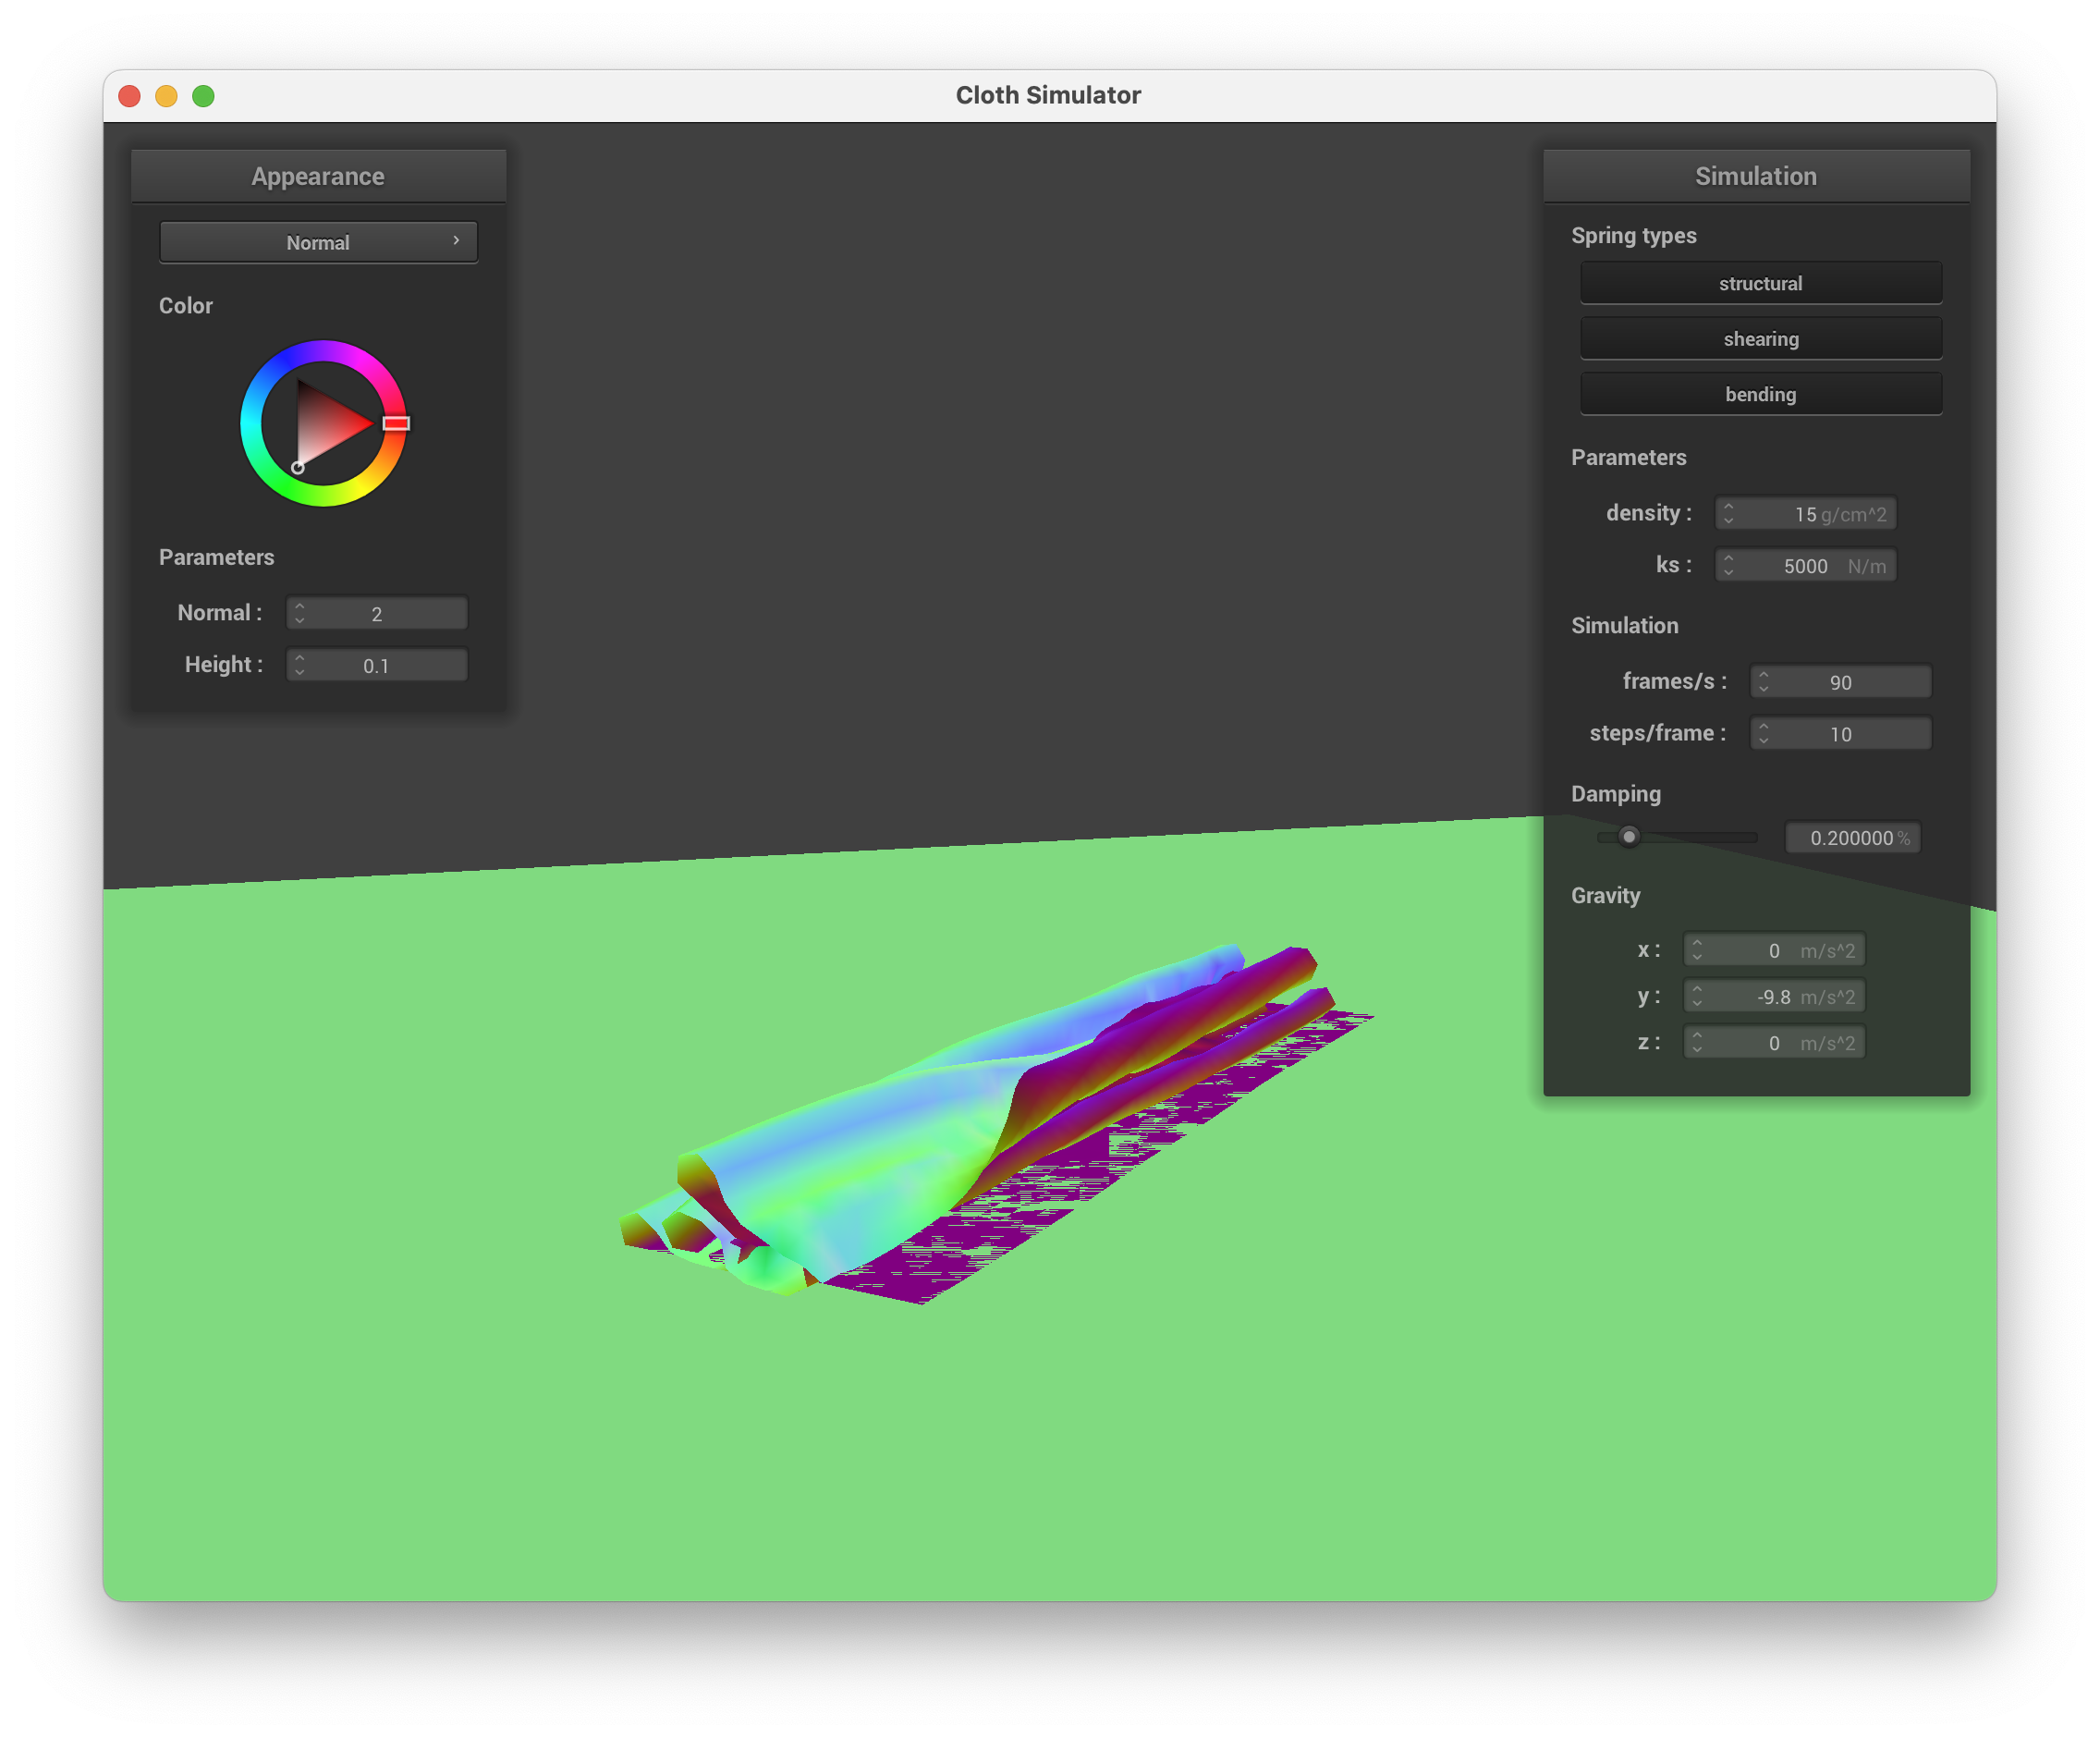 Cloth Simulator
Appearance
Normal
Color
Parameters
Normal : 2
Height : 0.1
Simulation
Spring types
structural
shearing
bending
Parameters
density : 15 g/cm^2
ks : 5000 N/m
Simulation
frames/s : 90
steps/frame : 10
Damping
0.200000 %
Gravity
x : 0 m/s^2
y : -9.8 m/s^2
z : 0 m/s^2